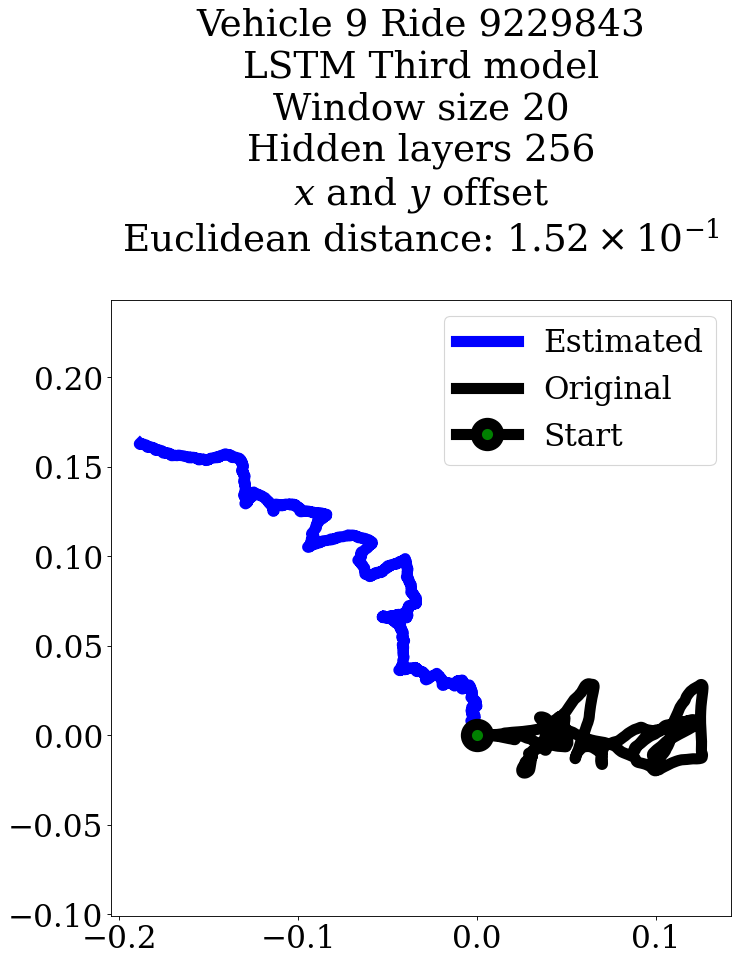 Vehicle 9 Ride 9229843
LSTM Third model
Window size 20
Hidden layers 256
x and y offset
Euclidean distance: 1.52 × 10⁻¹
Estimated
Original
Start
0.20
0.15
0.10
0.05
0.00
−0.05
−0.10
−0.2 −0.1 0.0 0.1